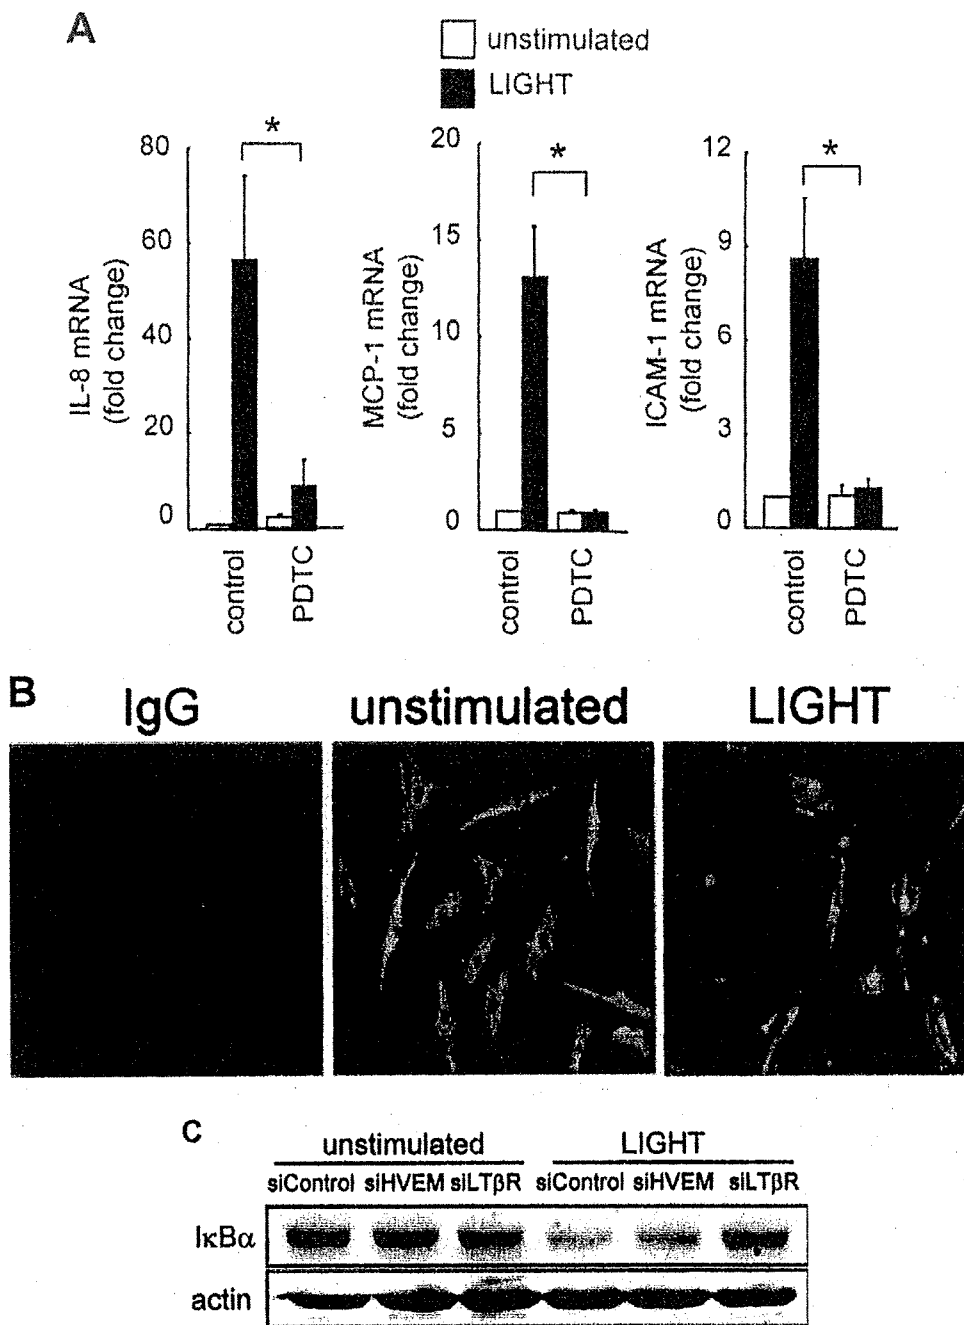 A
unstimulated
LIGHT
80
60
40
20
0
IL-8 mRNA
(fold change)
*
control
PDTC
20
15
10
5
0
MCP-1 mRNA
(fold change)
*
control
PDTC
12
9
6
3
0
ICAM-1 mRNA
(fold change)
*
control
PDTC
B
IgG
unstimulated
LIGHT
C
unstimulated LIGHT
siControl siHVEM siLTβR siControl siHVEM siLTβR
IκBα
actin